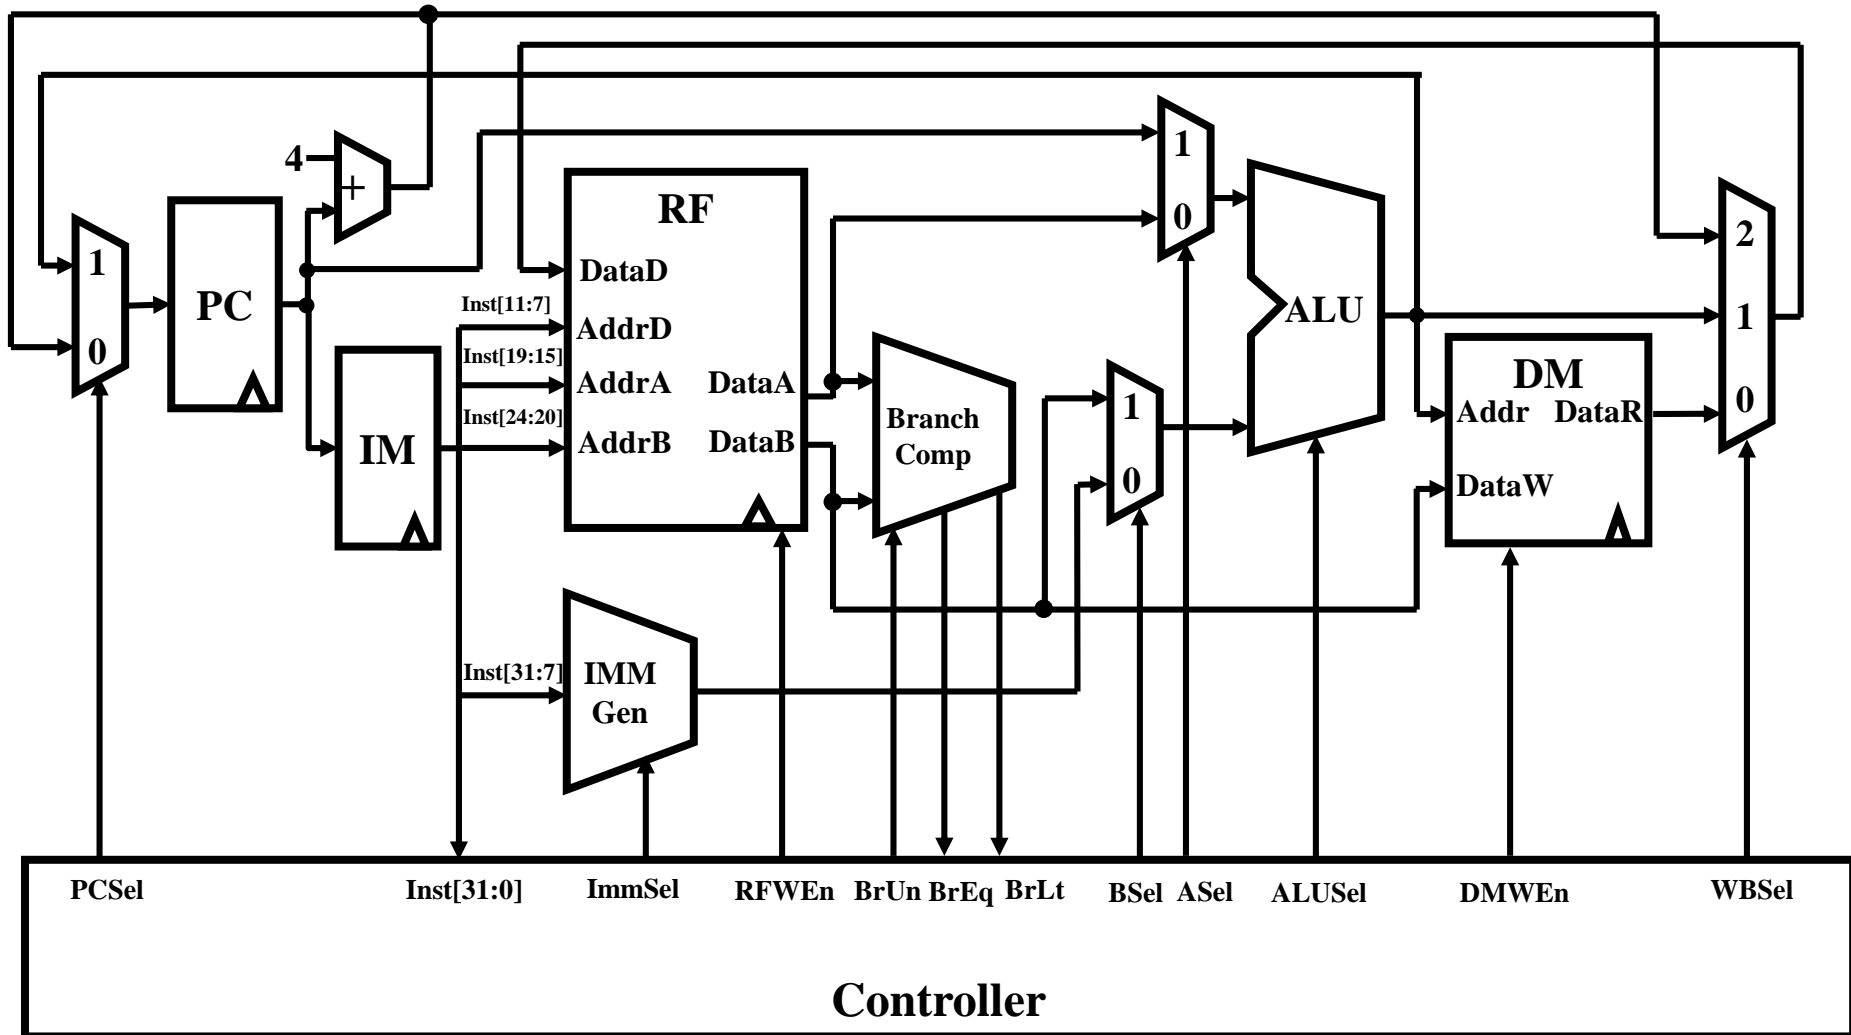 4
+
1
0
PC
IM
RF
DataD
AddrD
AddrA
AddrB
DataA
DataB
Inst[11:7]
Inst[19:15]
Inst[24:20]
Inst[31:7]
IMM
Gen
Branch
Comp
1
0
1
0
ALU
DM
Addr
DataR
DataW
2
1
0
PCSel
Inst[31:0]
ImmSel
RFWEn
BrUn
BrEq
BrLt
BSel
ASel
ALUSel
DMWEn
WBSel
Controller